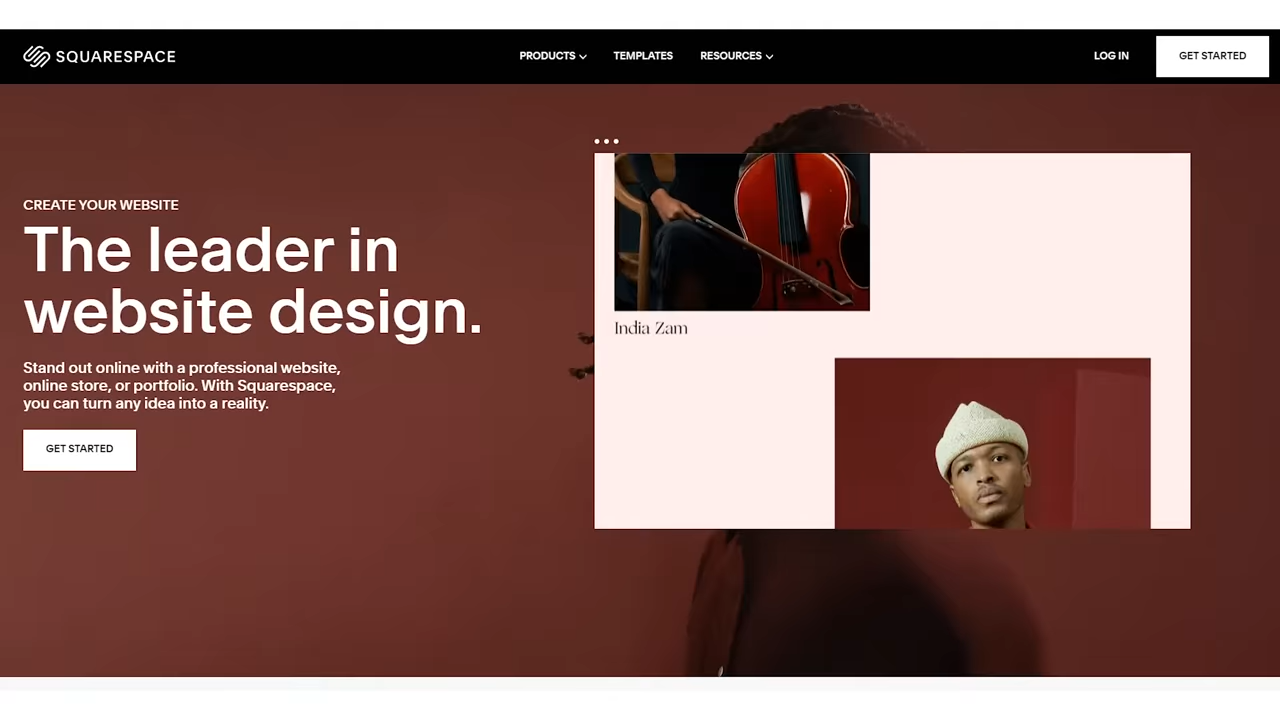 SQUARESPACE
PRODUCTS
TEMPLATES
RESOURCES
LOG IN
GET STARTED
CREATE YOUR WEBSITE
The leader in
website design.
Stand out online with a professional website,
online store, or portfolio. With Squarespace,
you can turn any idea into a reality.
GET STARTED
India Zam